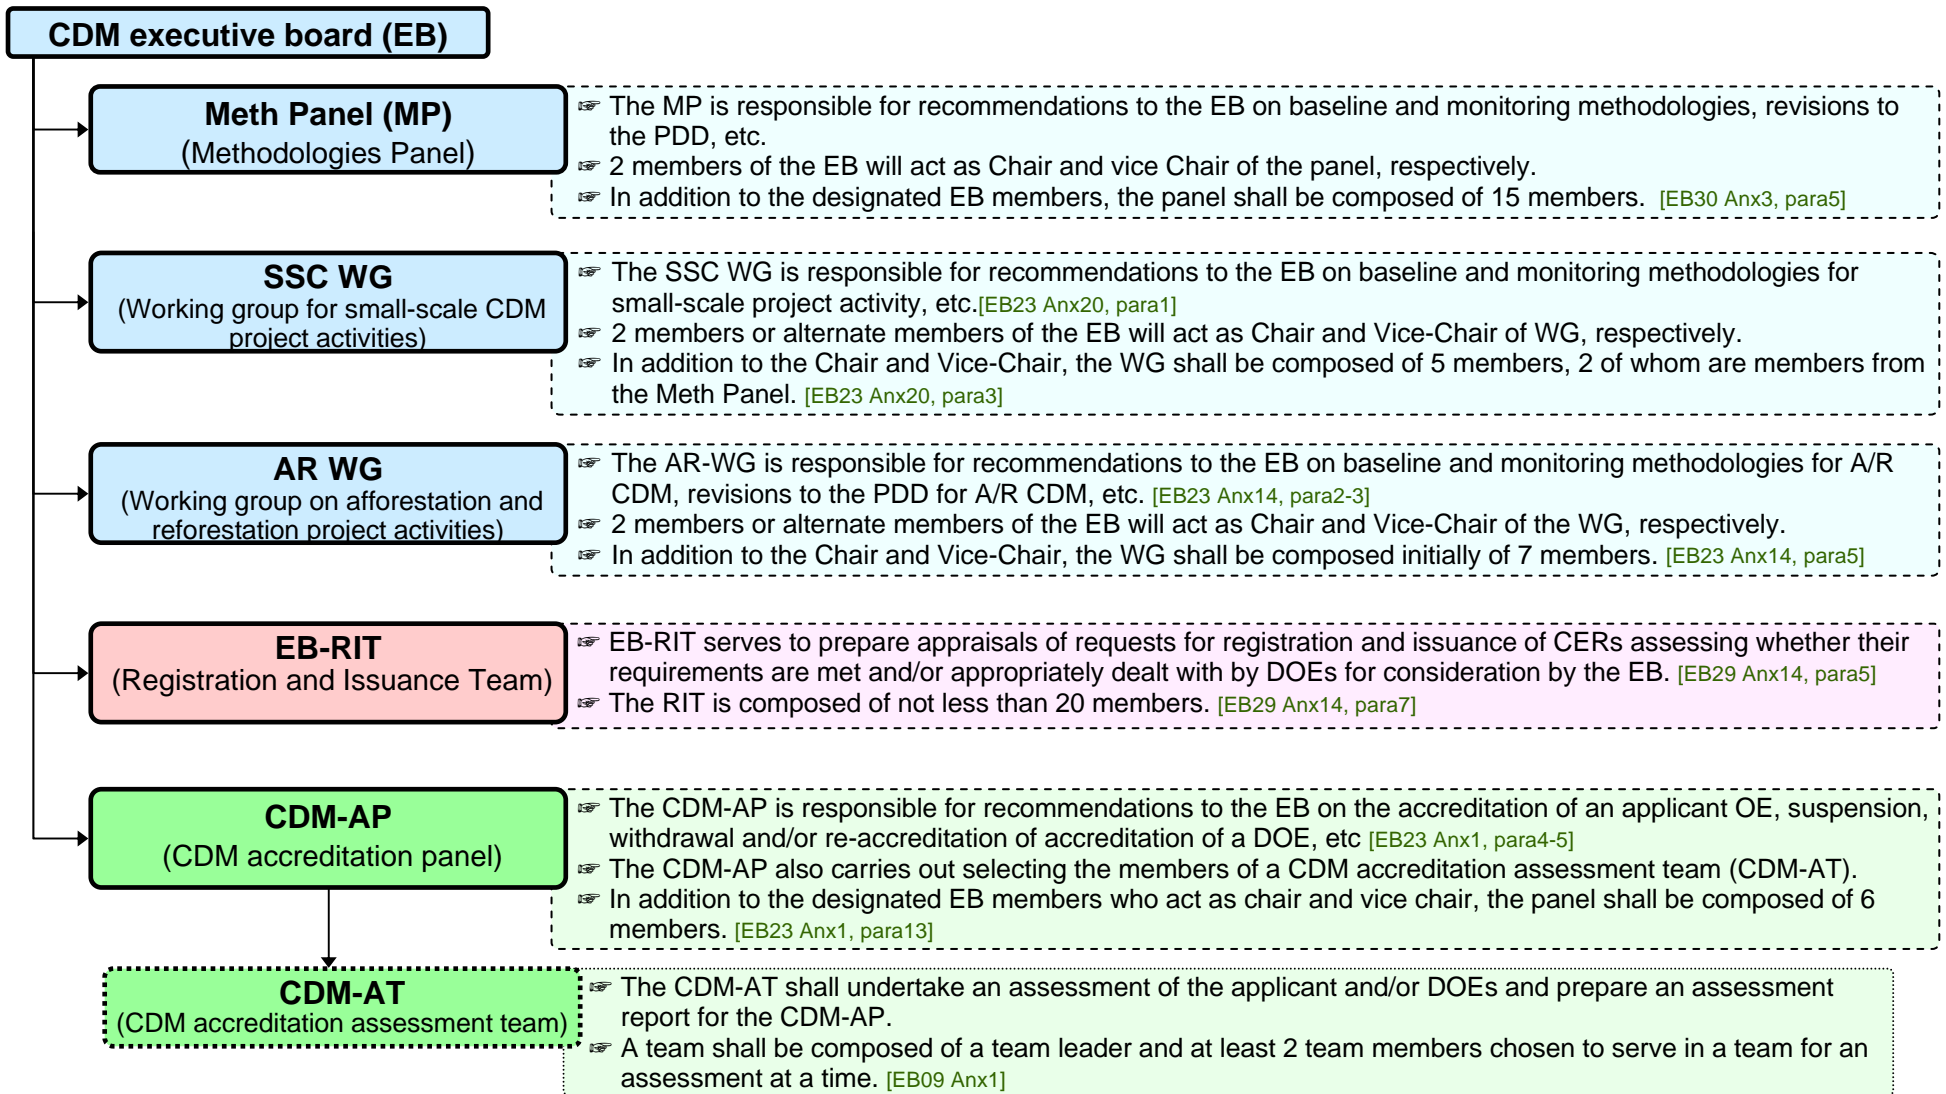 CDM executive board (EB)
Meth Panel (MP)
(Methodologies Panel)
☞ The MP is responsible for recommendations to the EB on baseline and monitoring methodologies, revisions to
the PDD, etc.
☞ 2 members of the EB will act as Chair and vice Chair of the panel, respectively.
☞ In addition to the designated EB members, the panel shall be composed of 15 members. [EB30 Anx3, para5]
SSC WG
(Working group for small-scale CDM
project activities)
☞ The SSC WG is responsible for recommendations to the EB on baseline and monitoring methodologies for
small-scale project activity, etc.[EB23 Anx20, para1]
☞ 2 members or alternate members of the EB will act as Chair and Vice-Chair of WG, respectively.
☞ In addition to the Chair and Vice-Chair, the WG shall be composed of 5 members, 2 of whom are members from
the Meth Panel. [EB23 Anx20, para3]
AR WG
(Working group on afforestation and
reforestation project activities)
☞ The AR-WG is responsible for recommendations to the EB on baseline and monitoring methodologies for A/R
CDM, revisions to the PDD for A/R CDM, etc. [EB23 Anx14, para2-3]
☞ 2 members or alternate members of the EB will act as Chair and Vice-Chair of the WG, respectively.
☞ In addition to the Chair and Vice-Chair, the WG shall be composed initially of 7 members. [EB23 Anx14, para5]
EB-RIT
(Registration and Issuance Team)
☞ EB-RIT serves to prepare appraisals of requests for registration and issuance of CERs assessing whether their
requirements are met and/or appropriately dealt with by DOEs for consideration by the EB. [EB29 Anx14, para5]
☞ The RIT is composed of not less than 20 members. [EB29 Anx14, para7]
CDM-AP
(CDM accreditation panel)
☞ The CDM-AP is responsible for recommendations to the EB on the accreditation of an applicant OE, suspension,
withdrawal and/or re-accreditation of accreditation of a DOE, etc [EB23 Anx1, para4-5]
☞ The CDM-AP also carries out selecting the members of a CDM accreditation assessment team (CDM-AT).
☞ In addition to the designated EB members who act as chair and vice chair, the panel shall be composed of 6
members. [EB23 Anx1, para13]
CDM-AT
(CDM accreditation assessment team)
☞ The CDM-AT shall undertake an assessment of the applicant and/or DOEs and prepare an assessment
report for the CDM-AP.
☞ A team shall be composed of a team leader and at least 2 team members chosen to serve in a team for an
assessment at a time. [EB09 Anx1]